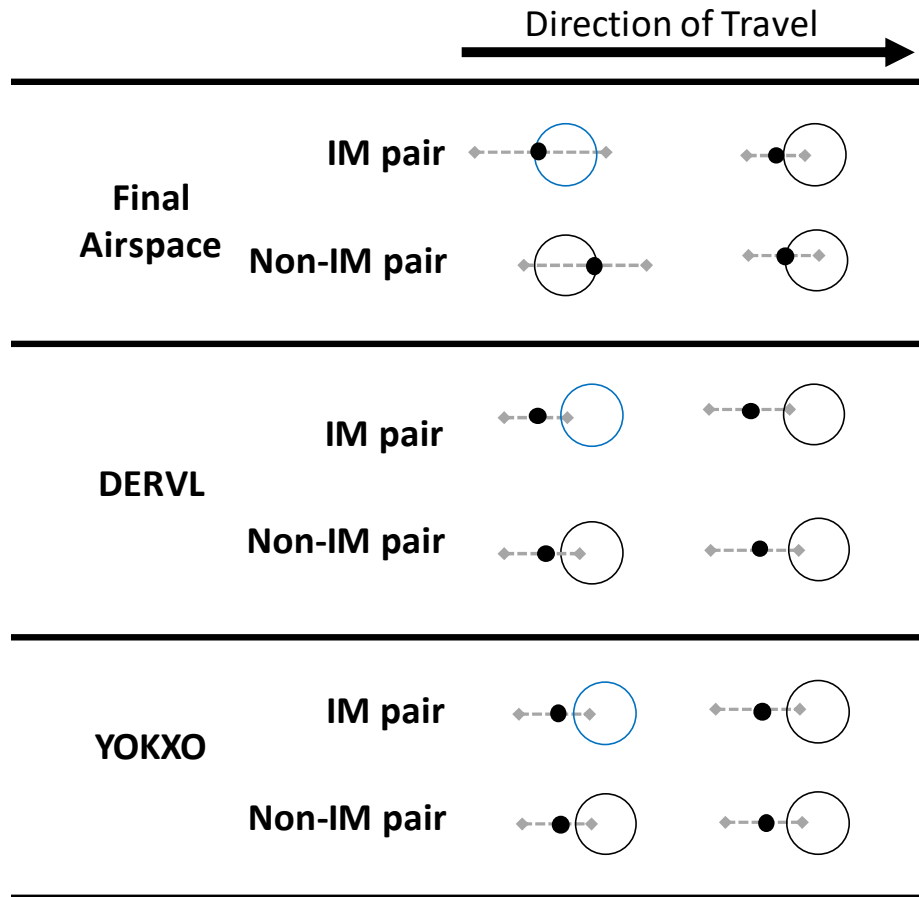 Direction of Travel
IM pair
Final
Airspace
Non-IM pair
IM pair
DERVL
Non-IM pair
IM pair
YOKXO
Non-IM pair